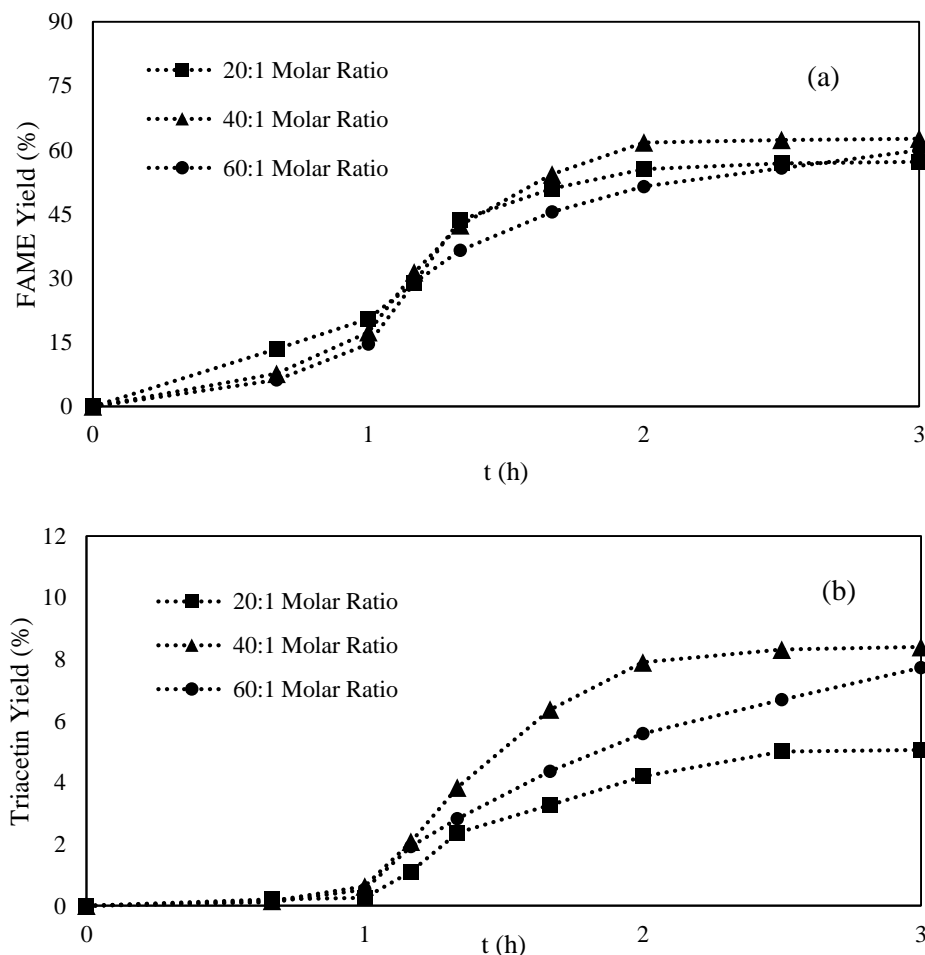 90
75
60
45
30
15
0
FAME Yield (%)
20:1 Molar Ratio
40:1 Molar Ratio
60:1 Molar Ratio
(a)
0 1 2 3
t (h)
12
10
8
6
4
2
0
Triacetin Yield (%)
20:1 Molar Ratio
40:1 Molar Ratio
60:1 Molar Ratio
(b)
0 1 2 3
t (h)